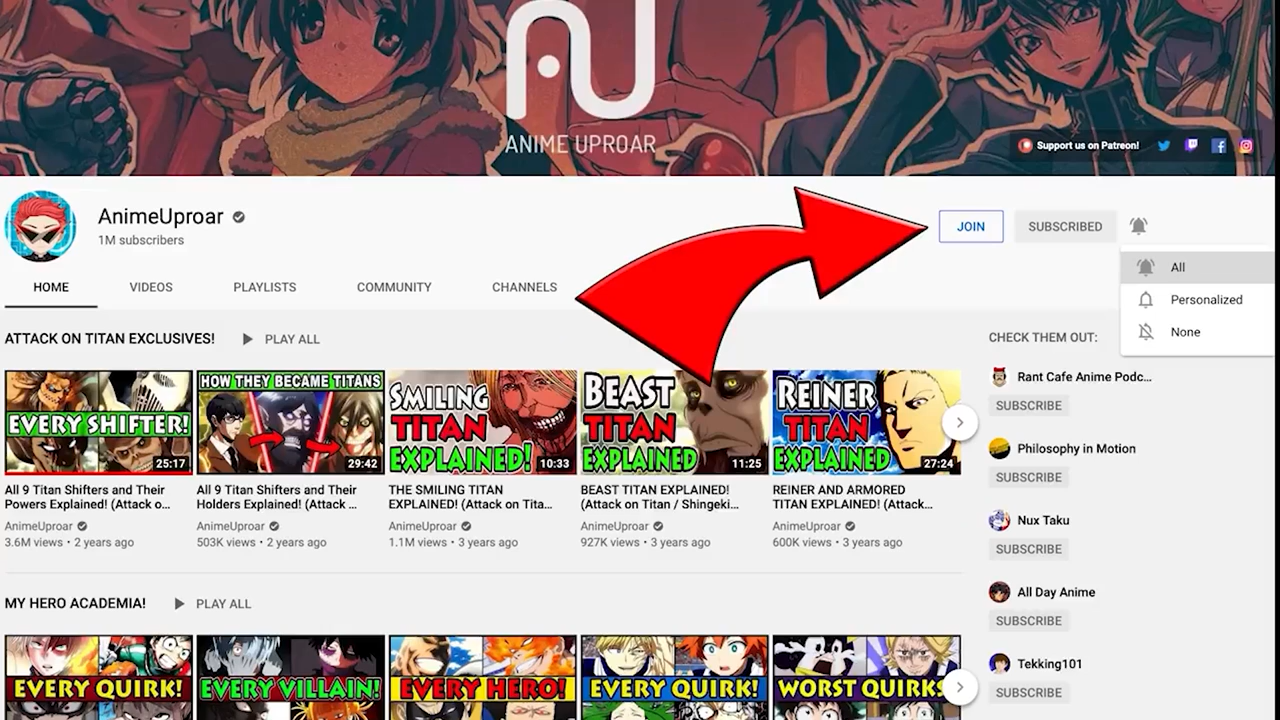 ANIME UPROAR
Support us on Patreon!
AnimeUproar
1M subscribers
JOIN
SUBSCRIBED
All
Personalized
None
HOME
VIDEOS
PLAYLISTS
COMMUNITY
CHANNELS
ATTACK ON TITAN EXCLUSIVES!
PLAY ALL
EVERY SHIFTER!
25:17
HOW THEY BECAME TITANS
29:42
SMILING
TITAN
EXPLAINED!
10:33
BEAST
TITAN
EXPLAINED
11:25
REINER
TITAN
EXPLAINED
27:24
All 9 Titan Shifters and Their
Powers Explained! (Attack o...
AnimeUproar
3.6M views • 2 years ago
All 9 Titan Shifters and Their
Holders Explained! (Attack ...
AnimeUproar
503K views • 2 years ago
THE SMILING TITAN
EXPLAINED! (Attack on Tita...
AnimeUproar
1.1M views • 3 years ago
BEAST TITAN EXPLAINED!
(Attack on Titan / Shingeki...
AnimeUproar
927K views • 3 years ago
REINER AND ARMORED
TITAN EXPLAINED! (Attack...
AnimeUproar
600K views • 3 years ago
MY HERO ACADEMIA!
PLAY ALL
EVERY QUIRK!
EVERY VILLAIN!
EVERY HERO!
EVERY QUIRK!
WORST QUIRKS
CHECK THEM OUT:
Rant Cafe Anime Podc...
SUBSCRIBE
Philosophy in Motion
SUBSCRIBE
Nux Taku
SUBSCRIBE
All Day Anime
SUBSCRIBE
Tekking101
SUBSCRIBE